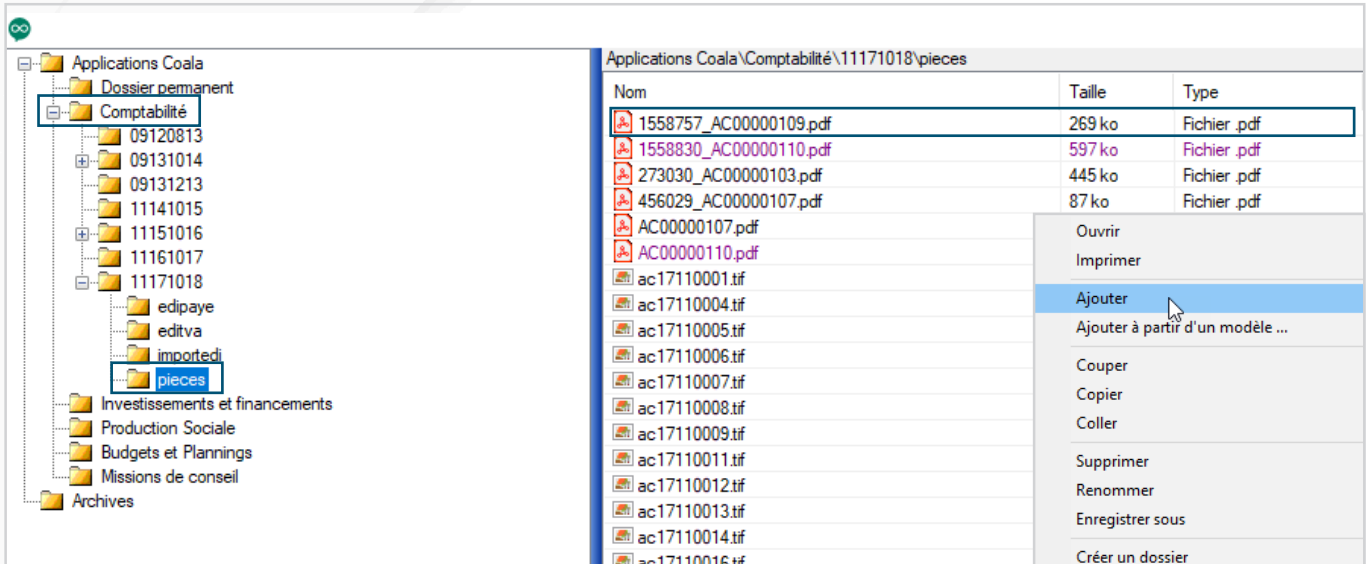 Applications Coala
Dossier permanent
Comptabilité
09120813
09131014
09131213
11141015
11151016
11161017
11171018
edipaye
editva
importedi
pieces
Investissements et financements
Production Sociale
Budgets et Plannings
Missions de conseil
Archives
Applications Coala\Comptabilité\11171018\pieces
Nom Taille Type
1558757_AC00000109.pdf 269 ko Fichier .pdf
1558830_AC00000110.pdf 597 ko Fichier .pdf
273030_AC00000103.pdf 445 ko Fichier .pdf
456029_AC00000107.pdf 87 ko Fichier .pdf
AC00000107.pdf
AC00000110.pdf
ac17110001.tif
ac17110004.tif
ac17110005.tif
ac17110006.tif
ac17110007.tif
ac17110008.tif
ac17110009.tif
ac17110011.tif
ac17110012.tif
ac17110013.tif
ac17110014.tif
ac17110016.tif
Ouvrir
Imprimer
Ajouter
Ajouter à partir d'un modèle ...
Couper
Copier
Coller
Supprimer
Renommer
Enregistrer sous
Créer un dossier